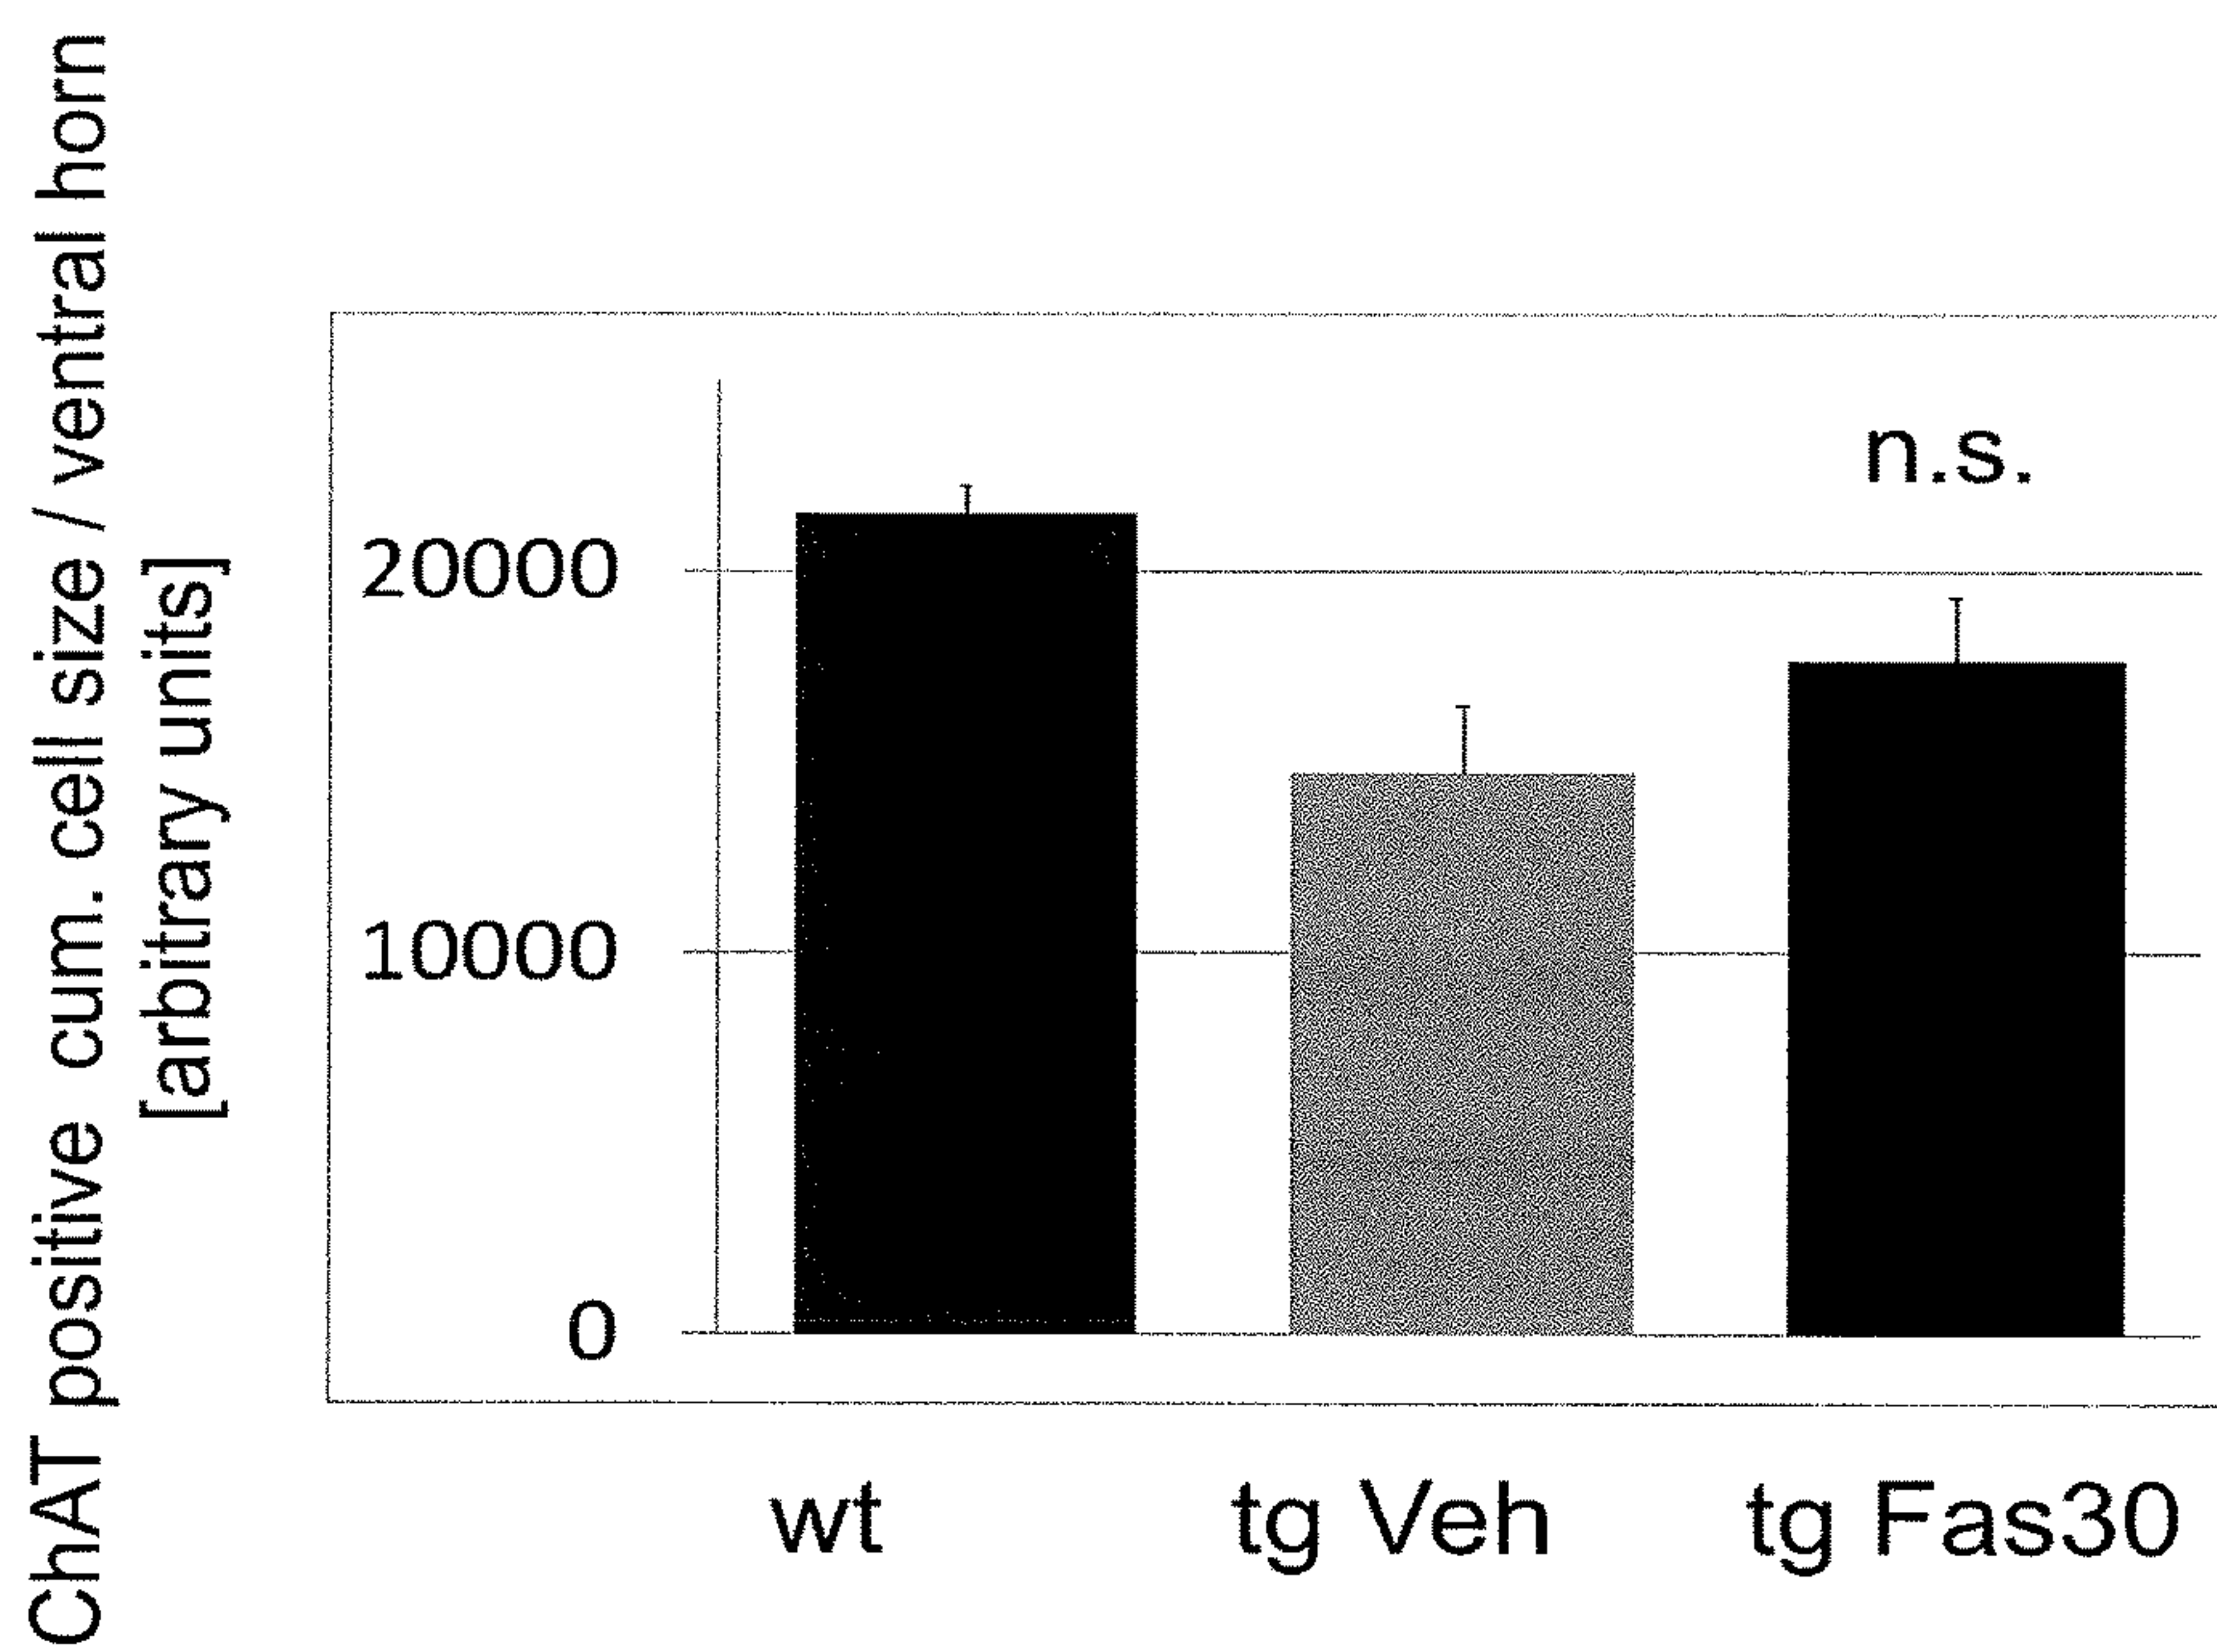 ChAT positive cum. cell size / ventral horn
[arbitrary units]
n.s.
20000
10000
0
wt
tg Veh
tg Fas30